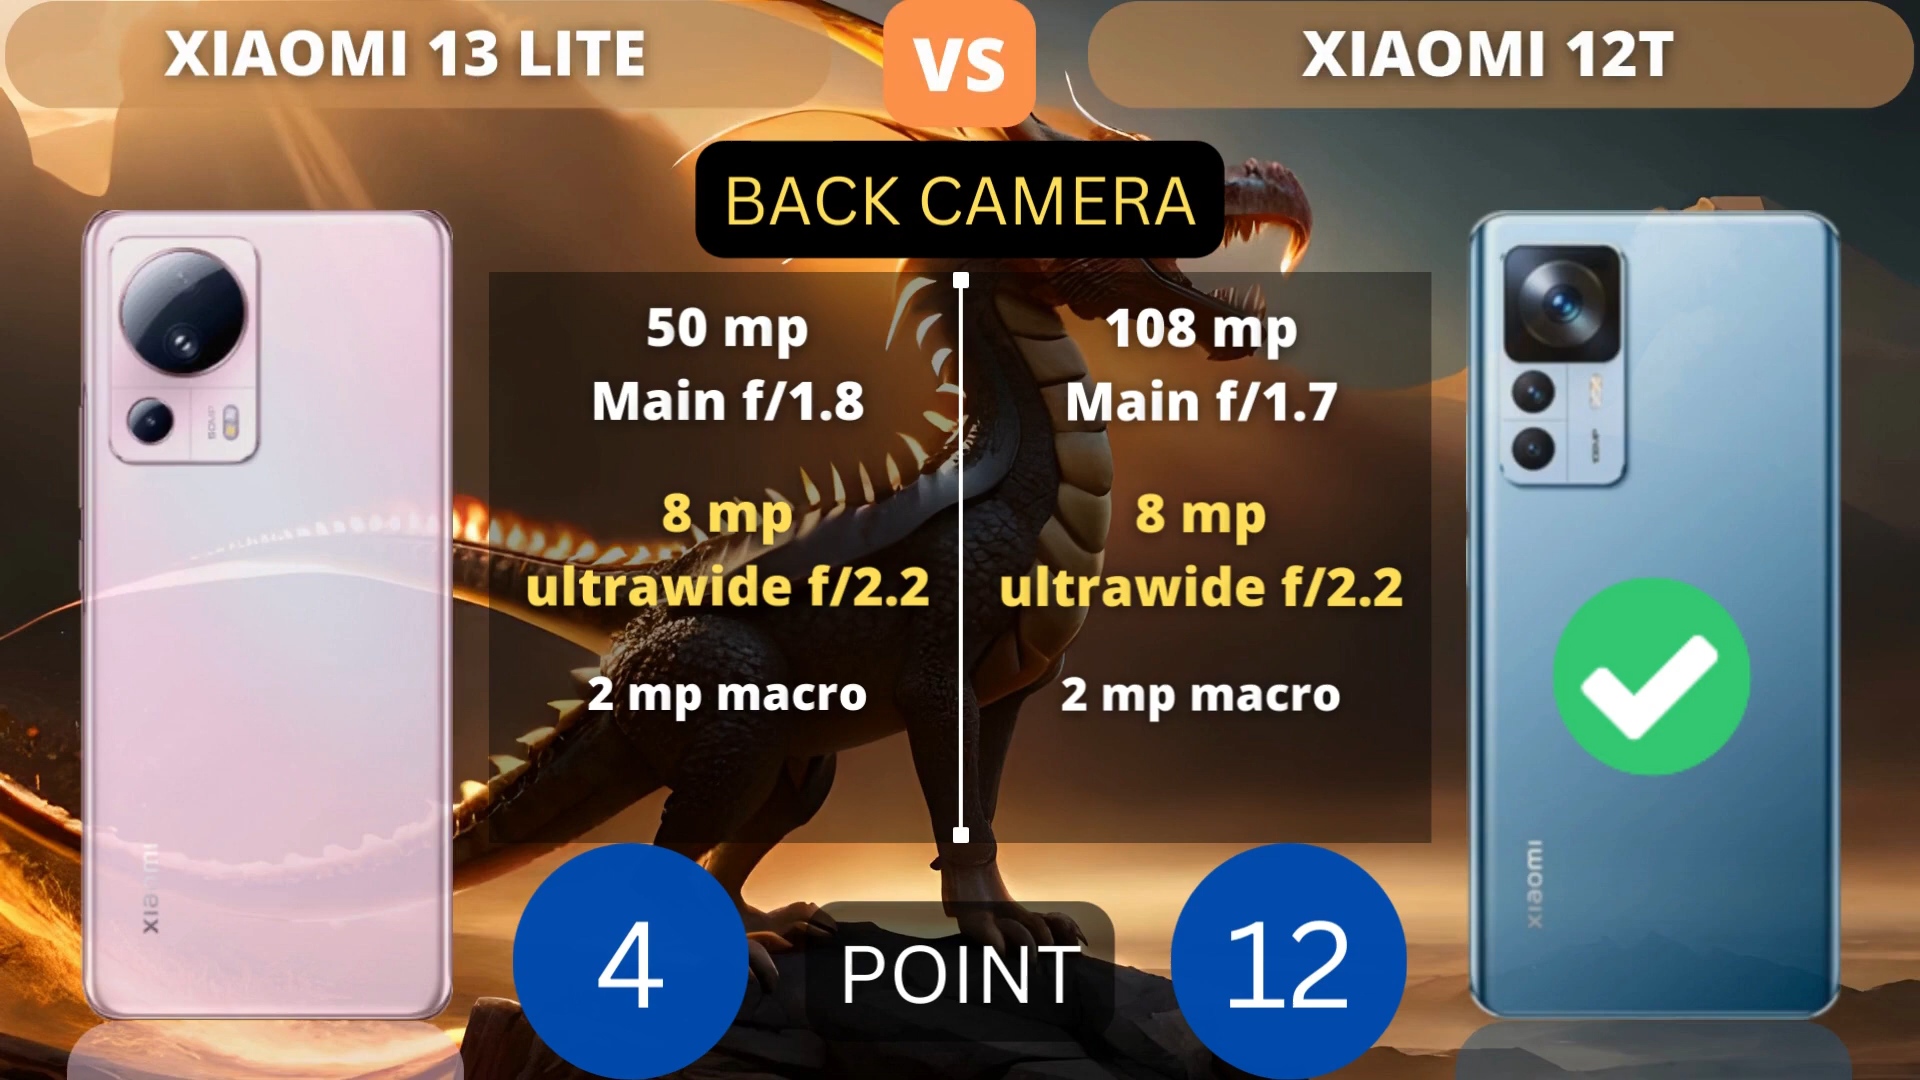 XIAOMI 13 LITE
VS
XIAOMI 12T
BACK CAMERA
50 mp
Main f/1.8
8 mp
ultrawide f/2.2
2 mp macro
108 mp
Main f/1.7
8 mp
ultrawide f/2.2
2 mp macro
50MP
xiaomi
108MP
xiaomi
4
POINT
12